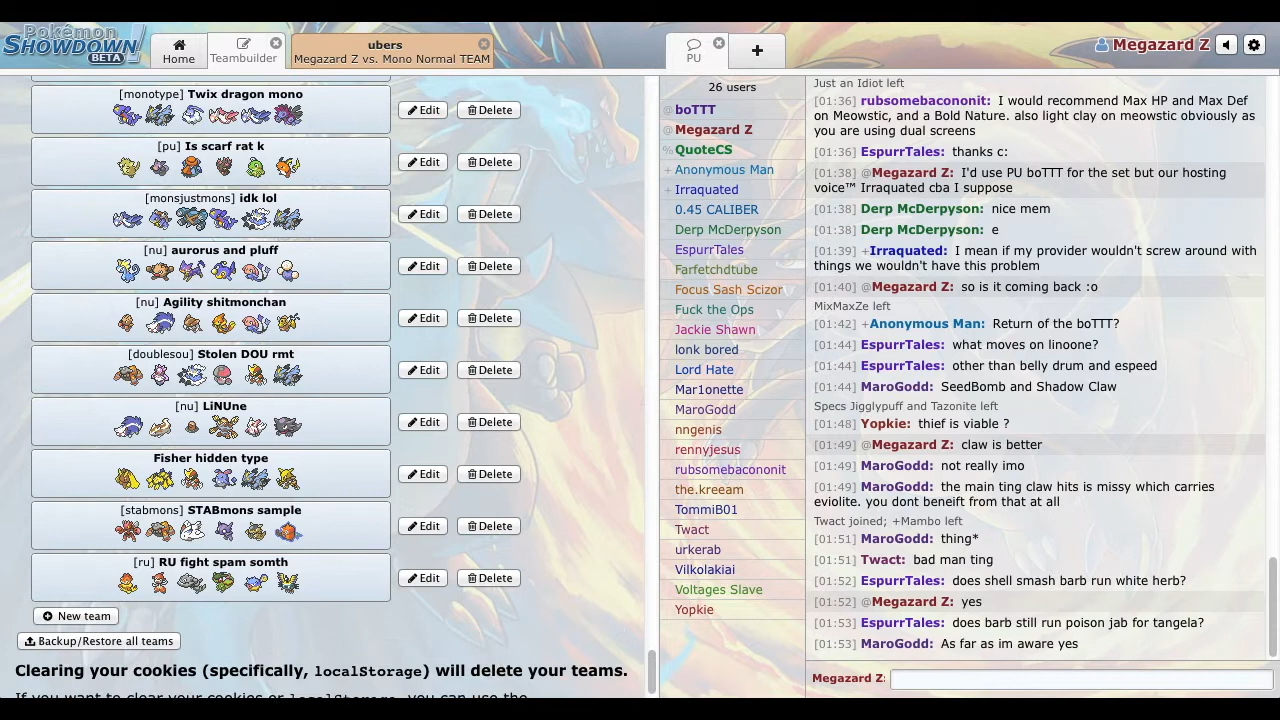 Pokémon
SHOWDOWN!
BETA
Home
Teambuilder
ubers
Megazard Z vs. Mono Normal TEAM
PU
+
Megazard Z
[monotype] Twix dragon mono
Edit Delete
[pu] Is scarf rat k
Edit Delete
[monsjustmons] idk lol
Edit Delete
[nu] aurorus and pluff
Edit Delete
[nu] Agility shitmonchan
Edit Delete
[doublesou] Stolen DOU rmt
Edit Delete
[nu] LiNUne
Edit Delete
Fisher hidden type
Edit Delete
[stabmons] STABmons sample
Edit Delete
[ru] RU fight spam somth
Edit Delete
New team
Backup/Restore all teams
Clearing your cookies (specifically, localStorage) will delete your teams.
If you want to clear your cookies or localStorage, you can use the
26 users
@boTTT
@Megazard Z
%QuoteCS
+Anonymous Man
+Irraquated
0.45 CALIBER
Derp McDerpyson
EspurrTales
Farfetchdtube
Focus Sash Scizor
Fuck the Ops
Jackie Shawn
lonk bored
Lord Hate
Mar1onette
MaroGodd
nngenis
rennyjesus
rubsomebacononit
the.kreeam
TommiB01
Twact
urkerab
Vilkolakiai
Voltages Slave
Yopkie
Just an Idiot left
[01:36] rubsomebacononit: I would recommend Max HP and Max Def
on Meowstic, and a Bold Nature. also light clay on meowstic obviously as
you are using dual screens
[01:36] EspurrTales: thanks c:
[01:38] @Megazard Z: I'd use PU boTTT for the set but our hosting
voice™ Irraquated cba I suppose
[01:38] Derp McDerpyson: nice mem
[01:38] Derp McDerpyson: e
[01:39] +Irraquated: I mean if my provider wouldn't screw around with
things we wouldn't have this problem
[01:40] @Megazard Z: so is it coming back :o
MixMaxZe left
[01:42] +Anonymous Man: Return of the boTTT?
[01:44] EspurrTales: what moves on linoone?
[01:44] EspurrTales: other than belly drum and espeed
[01:44] MaroGodd: SeedBomb and Shadow Claw
Specs Jigglypuff and Tazonite left
[01:48] Yopkie: thief is viable ?
[01:49] @Megazard Z: claw is better
[01:49] MaroGodd: not really imo
[01:49] MaroGodd: the main ting claw hits is missy which carries
eviolite. you dont beneift from that at all
Twact joined; +Mambo left
[01:51] MaroGodd: thing*
[01:51] Twact: bad man ting
[01:52] EspurrTales: does shell smash barb run white herb?
[01:52] @Megazard Z: yes
[01:53] EspurrTales: does barb still run poison jab for tangela?
[01:53] MaroGodd: As far as im aware yes
Megazard Z: